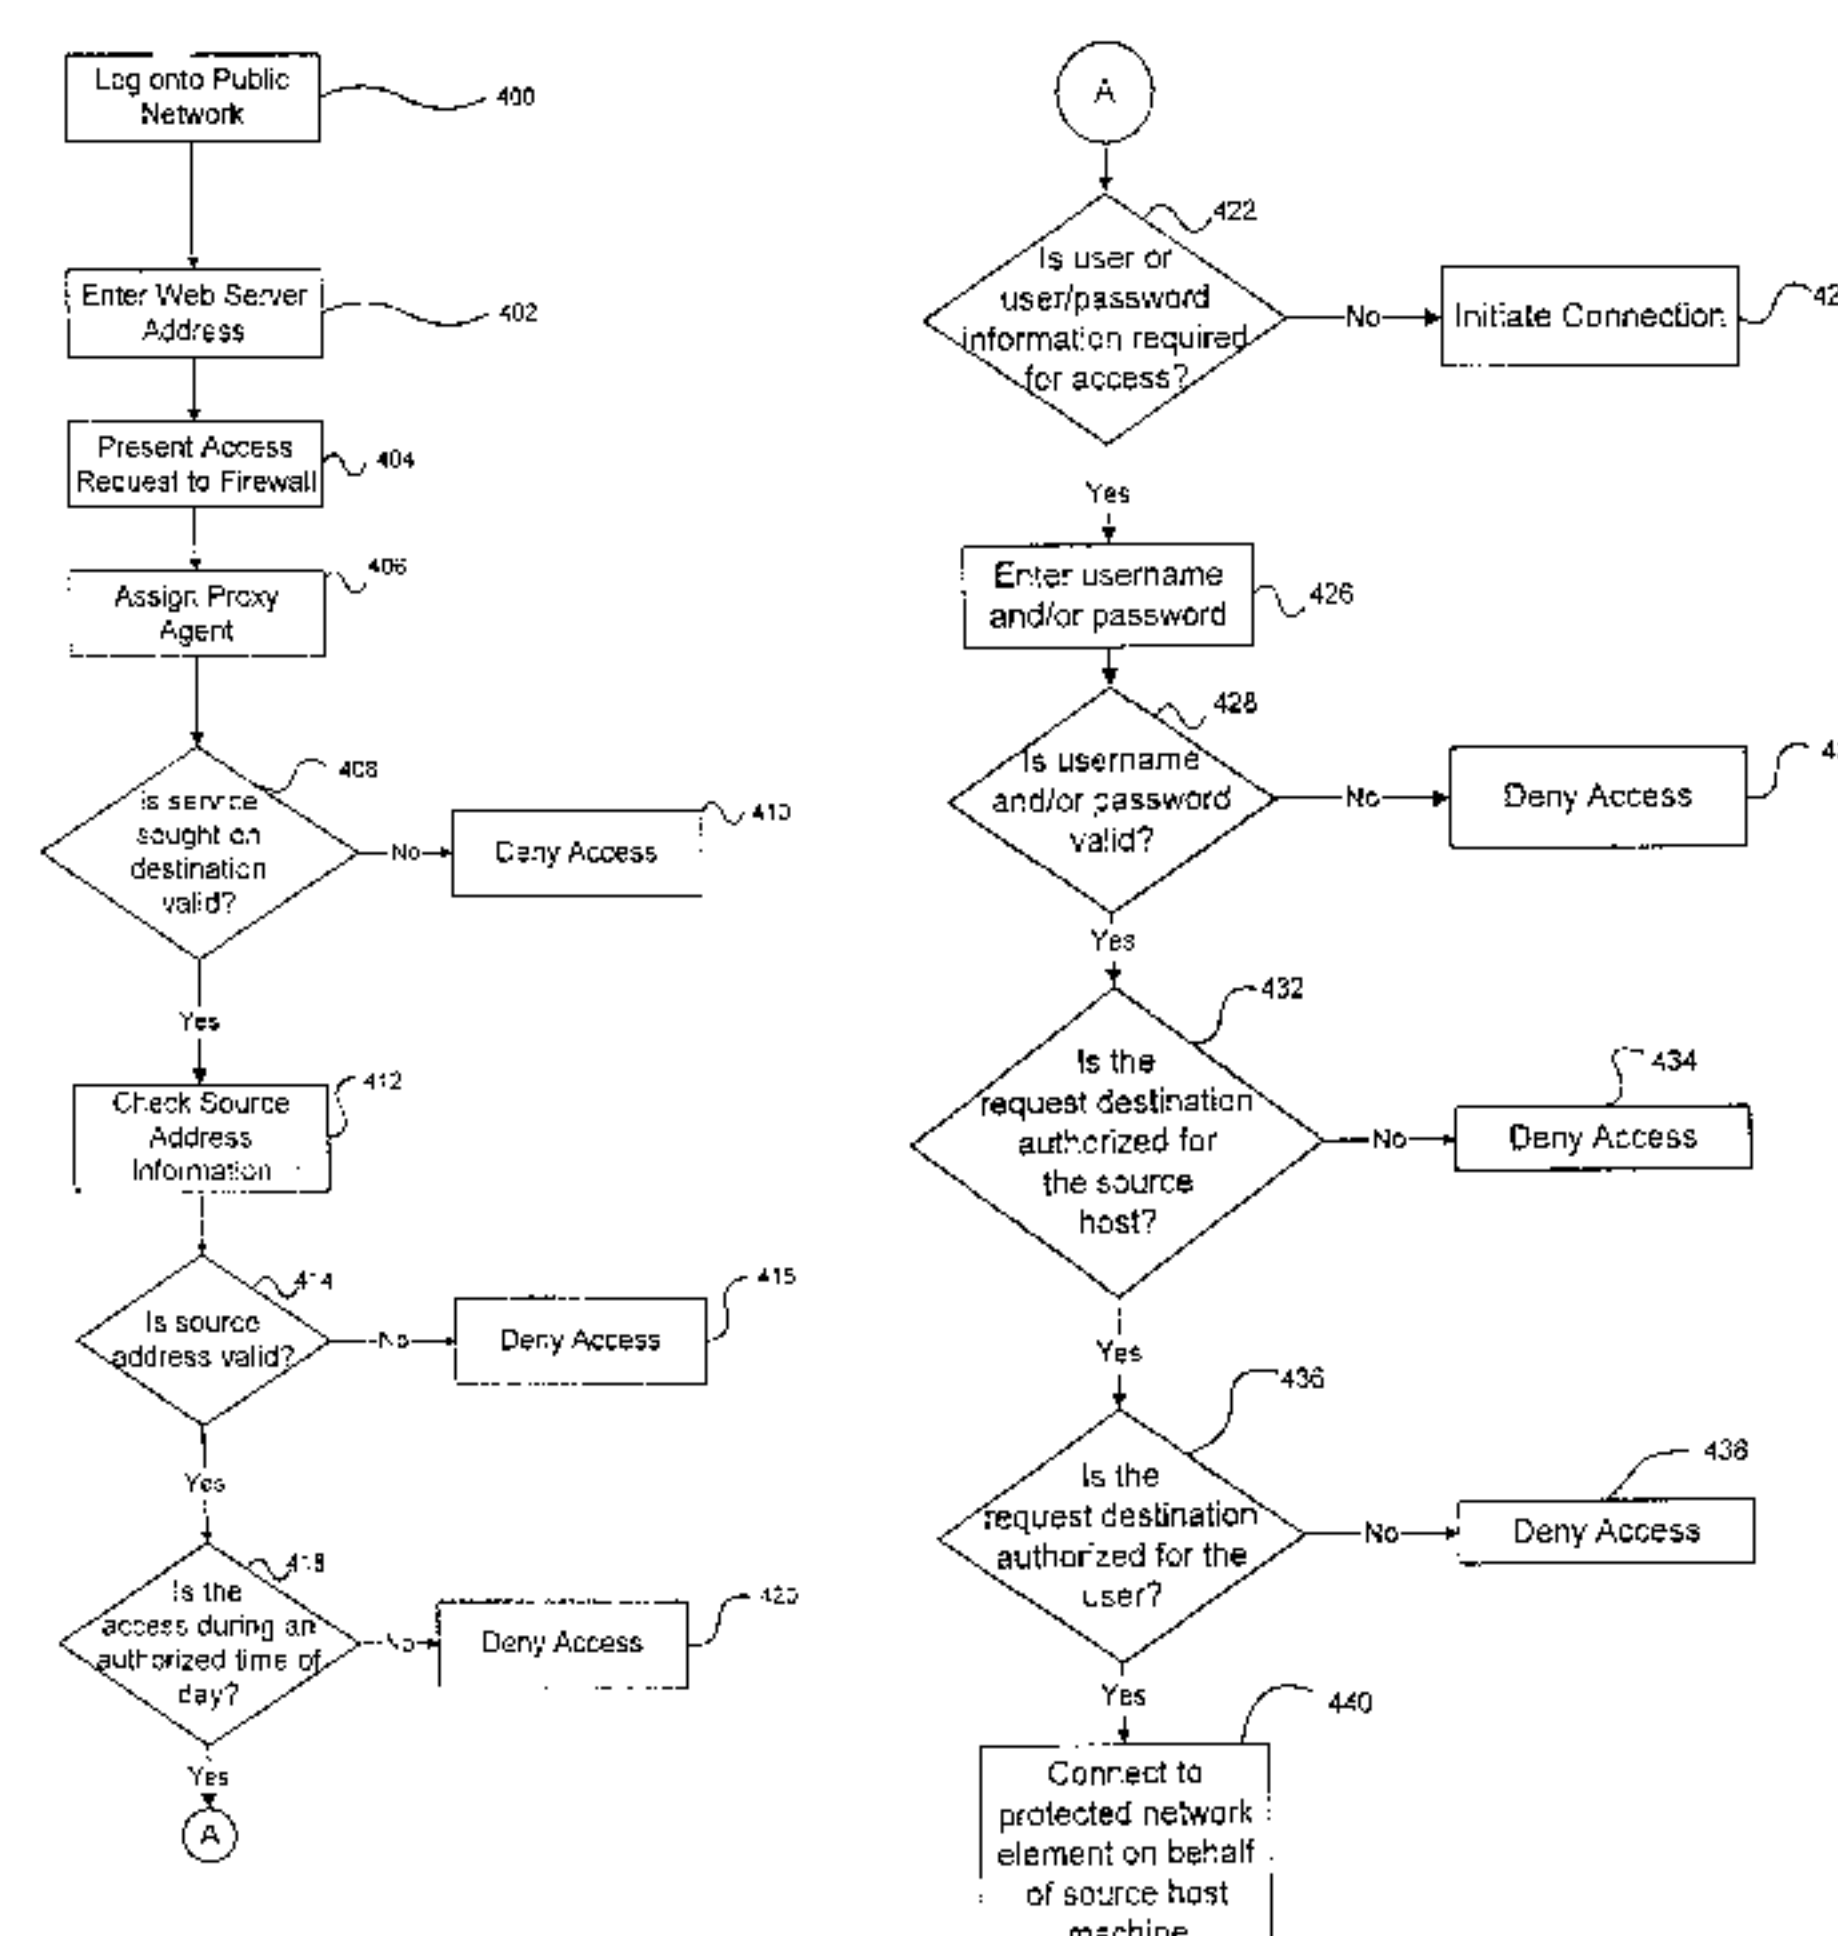 Log onto Public
Network
400
Enter Web Server
Address
402
Present Access
Request to Firewall
404
Assign Proxy
Agent
406
Is service
sought on
destination
valid?
408
No
Deny Access
410
Yes
Check Source
Address
Information
412
Is source
address valid?
414
No
Deny Access
416
Yes
Is the
access during an
authorized time of
day?
418
No
Deny Access
420
Yes
A
A
Is user or
user/password
information required
for access?
422
No
Initiate Connection
Yes
Enter username
and/or password
426
Is username
and/or password
valid?
428
No
Deny Access
Yes
Is the
request destination
authorized for
the source
host?
432
No
Deny Access
434
Yes
Is the
request destination
authorized for the
user?
436
No
Deny Access
438
Yes
Connect to
protected network
element on behalf
of source host
machine
440